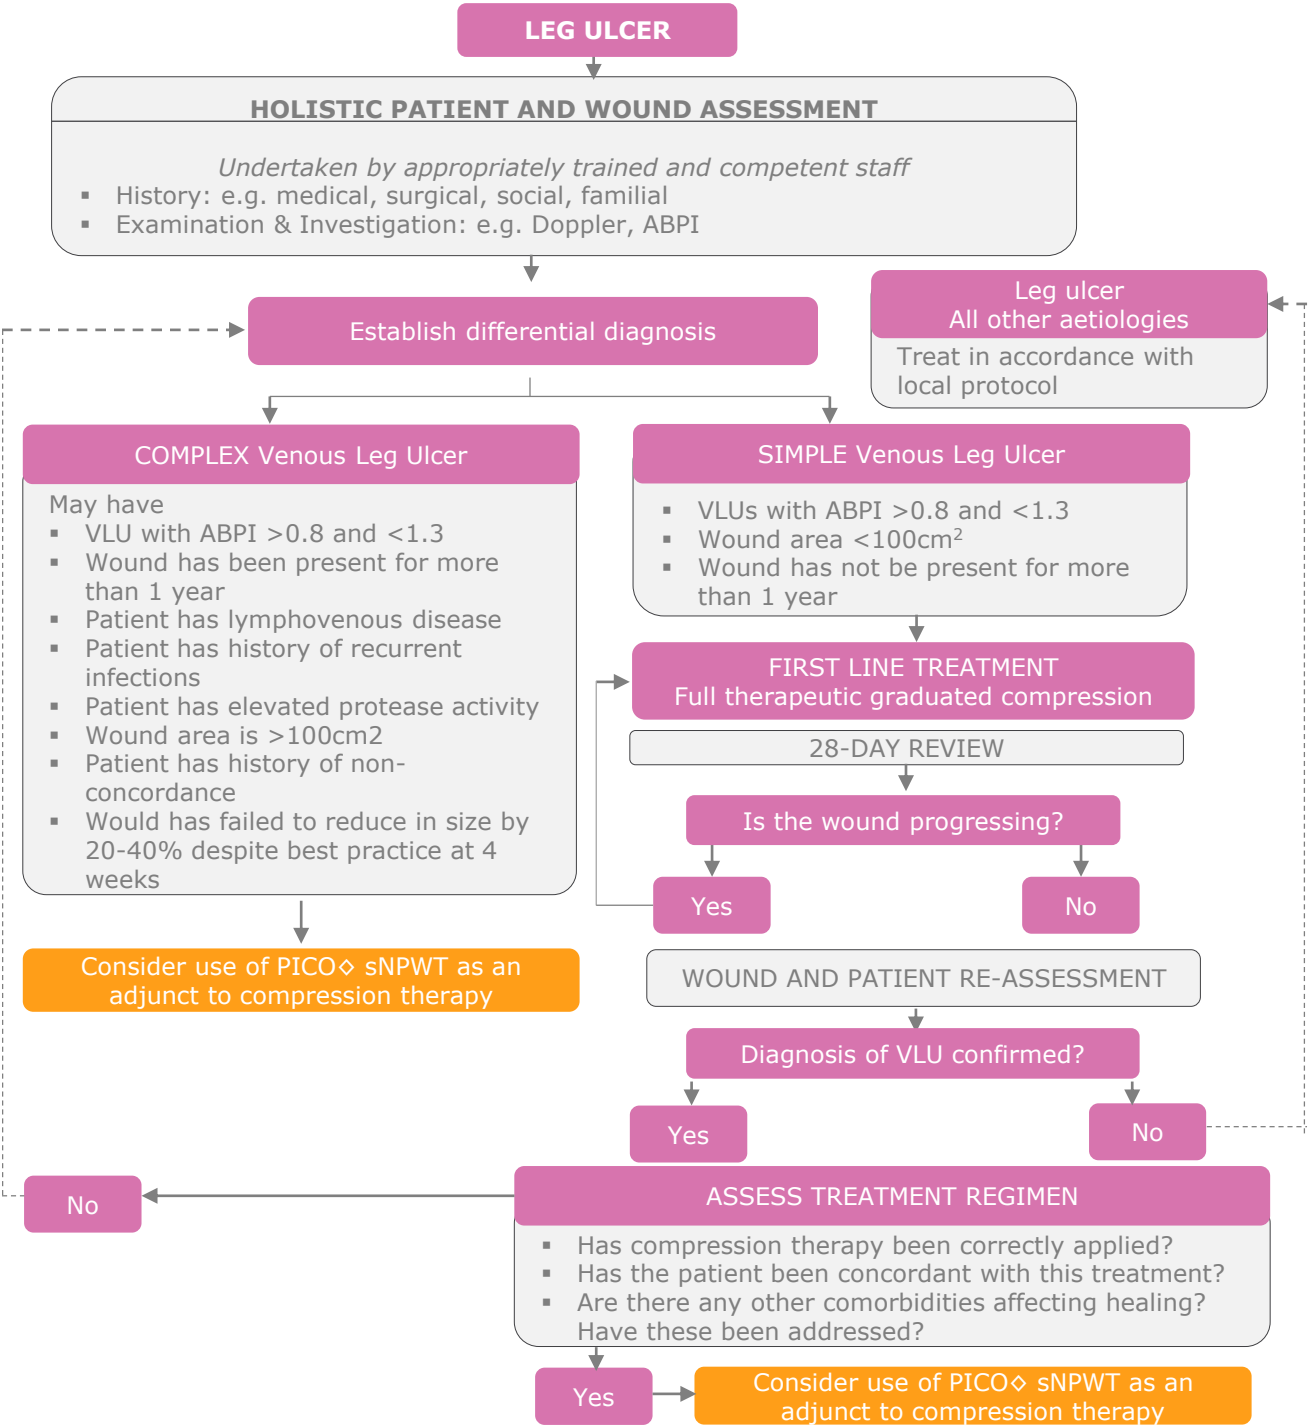 LEG ULCER
HOLISTIC PATIENT AND WOUND ASSESSMENT
Undertaken by appropriately trained and competent staff
▪ History: e.g. medical, surgical, social, familial
▪ Examination & Investigation: e.g. Doppler, ABPI
Establish differential diagnosis
Leg ulcer
All other aetiologies
Treat in accordance with
local protocol
COMPLEX Venous Leg Ulcer
May have
▪ VLU with ABPI >0.8 and <1.3
▪ Wound has been present for more
than 1 year
▪ Patient has lymphovenous disease
▪ Patient has history of recurrent
infections
▪ Patient has elevated protease activity
▪ Wound area is >100cm2
▪ Patient has history of non-
concordance
▪ Would has failed to reduce in size by
20-40% despite best practice at 4
weeks
Consider use of PICO◇ sNPWT as an
adjunct to compression therapy
SIMPLE Venous Leg Ulcer
▪ VLUs with ABPI >0.8 and <1.3
▪ Wound area <100cm²
▪ Wound has not be present for more
than 1 year
FIRST LINE TREATMENT
Full therapeutic graduated compression
28-DAY REVIEW
Is the wound progressing?
Yes
No
WOUND AND PATIENT RE-ASSESSMENT
Diagnosis of VLU confirmed?
Yes
No
No
ASSESS TREATMENT REGIMEN
▪ Has compression therapy been correctly applied?
▪ Has the patient been concordant with this treatment?
▪ Are there any other comorbidities affecting healing?
Have these been addressed?
Yes
Consider use of PICO◇ sNPWT as an
adjunct to compression therapy